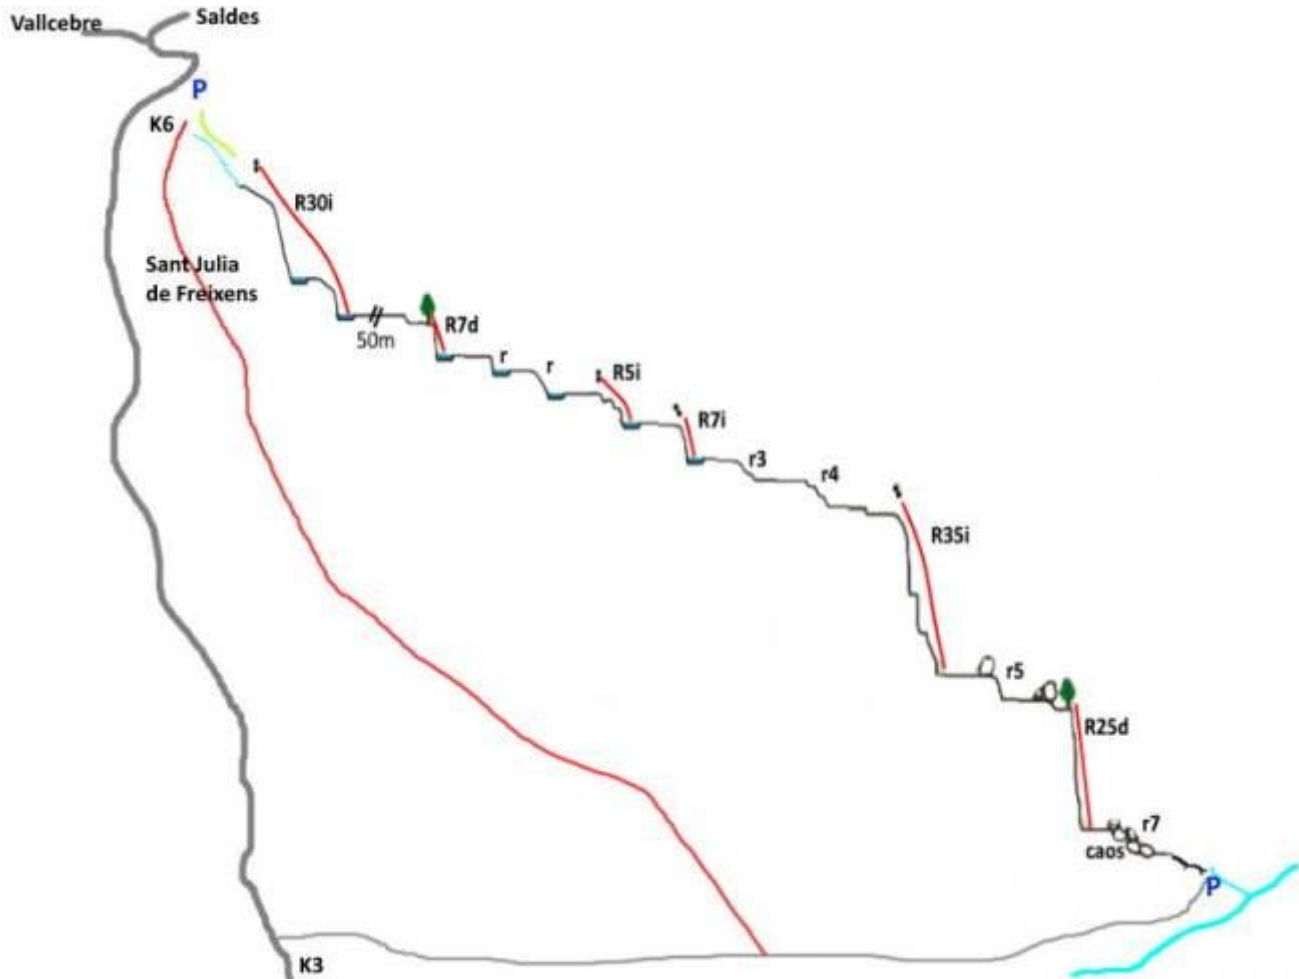 Vallcebre
Saldes
P
K6
R30i
Sant Julia
de Freixens
50m
R7d
r
r
R5i
R7i
r3
r4
R35i
r5
R25d
r7
caos
P
K3